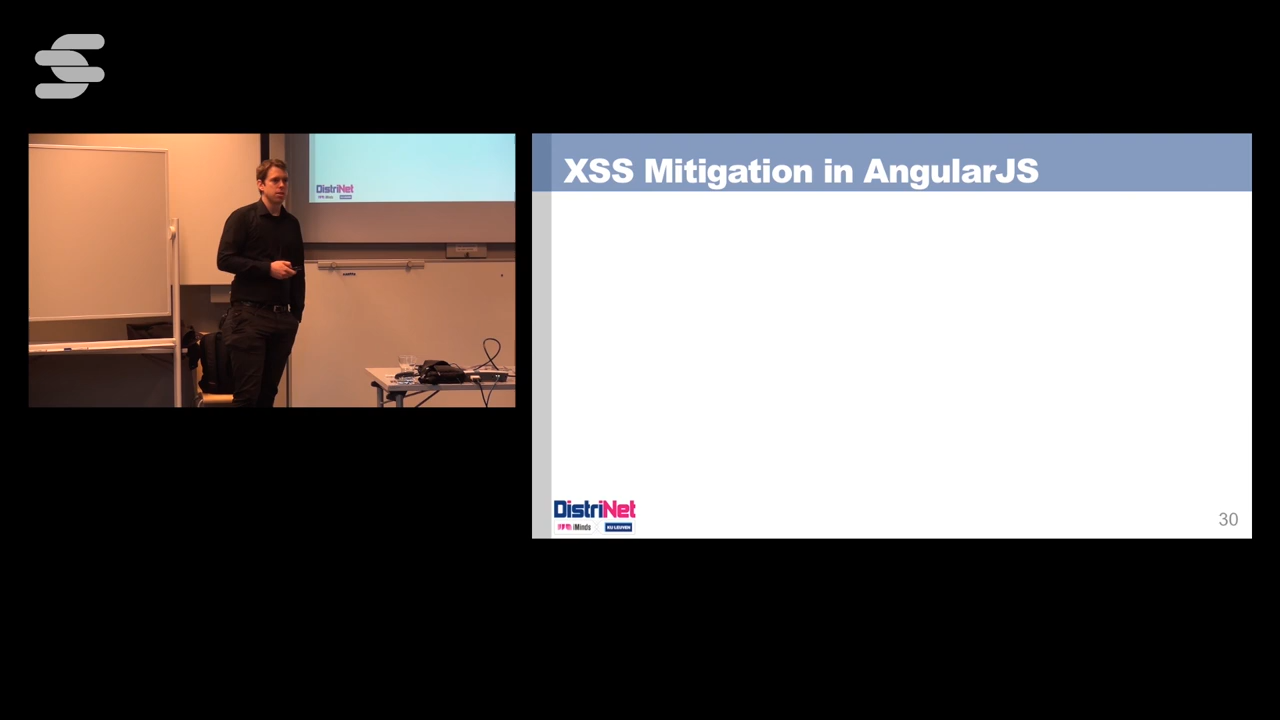 XSS Mitigation in AngularJS
DistriNet
DistriNet
iMinds
KU LEUVEN
30